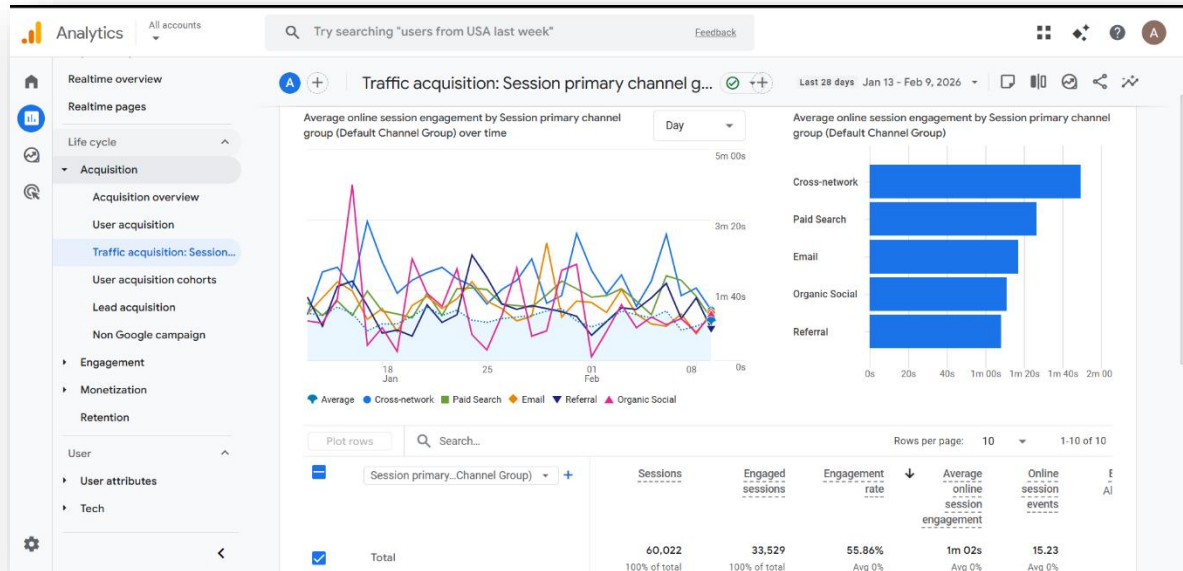 Analytics
All accounts
Try searching "users from USA last week"
Feedback
A
Realtime overview
Realtime pages
Life cycle
Acquisition
Acquisition overview
User acquisition
Traffic acquisition: Session...
User acquisition cohorts
Lead acquisition
Non Google campaign
Engagement
Monetization
Retention
User
User attributes
Tech
A
Traffic acquisition: Session primary channel g...
Last 28 days Jan 13 - Feb 9, 2026
Average online session engagement by Session primary channel
group (Default Channel Group) over time
Day
5m 00s
3m 20s
1m 40s
0s
18
Jan
25
01
Feb
08
Average Cross-network Paid Search Email Referral Organic Social
Average online session engagement by Session primary channel
group (Default Channel Group)
Cross-network
Paid Search
Email
Organic Social
Referral
0s 20s 40s 1m 00s 1m 20s 1m 40s 2m 00
Plot rows
Search...
Rows per page: 10
1-10 of 10
Session primary...Channel Group)
Sessions
Engaged
sessions
Engagement
rate
Average
online
session
engagement
Online
session
events
Al
Total
60,022
100% of total
33,529
100% of total
55.86%
Avg 0%
1m 02s
Avg 0%
15.23
Avg 0%